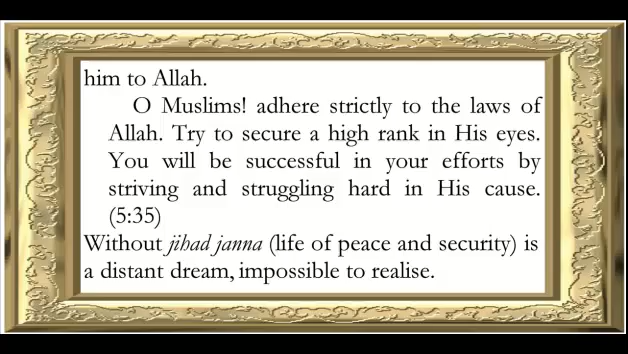 him to Allah.
O Muslims! adhere strictly to the laws of
Allah. Try to secure a high rank in His eyes.
You will be successful in your efforts by
striving and struggling hard in His cause.
(5:35)
Without jihad janna (life of peace and security) is
a distant dream, impossible to realise.